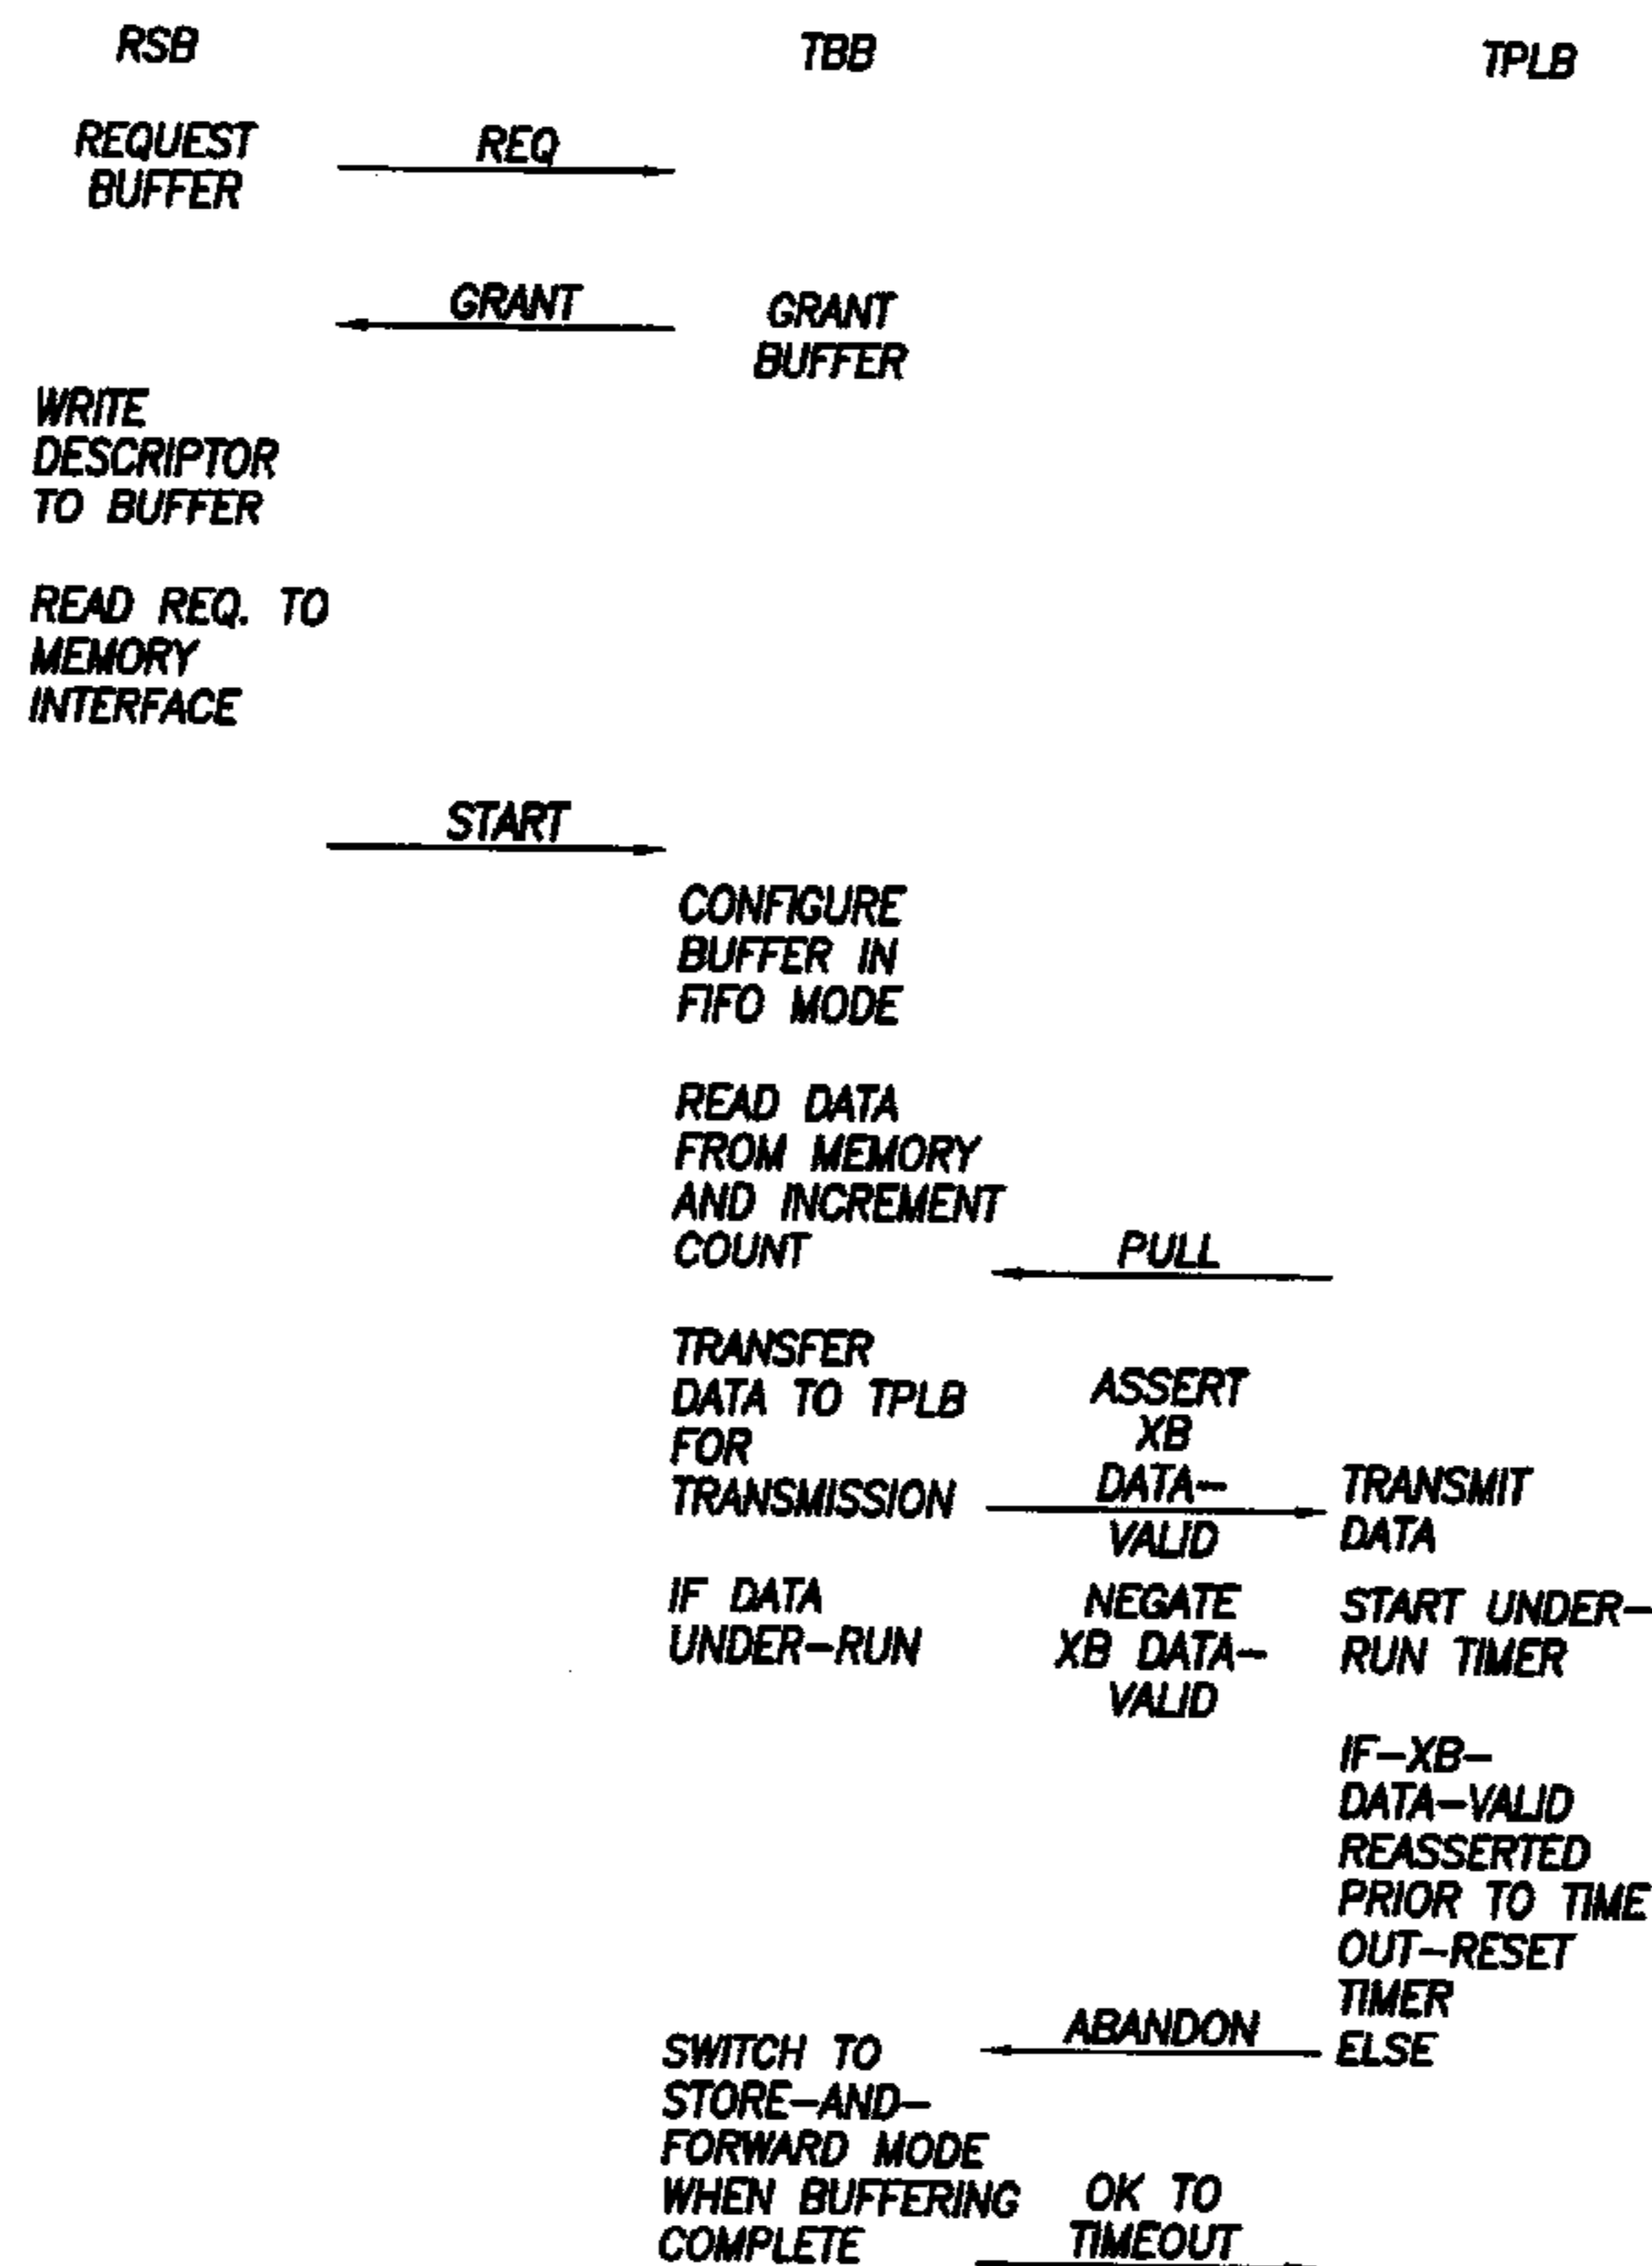 RSB TBB TPLB
REQUEST
BUFFER
REQ
GRANT
GRANT
BUFFER
WRITE
DESCRIPTOR
TO BUFFER
READ REQ. TO
MEMORY
INTERFACE
START
CONFIGURE
BUFFER IN
FIFO MODE
READ DATA
FROM MEMORY
AND INCREMENT
COUNT
PULL
TRANSFER
DATA TO TPLB
FOR
TRANSMISSION
ASSERT
XB
DATA-
VALID
TRANSMIT
DATA
IF DATA
UNDER-RUN
NEGATE
XB DATA-
VALID
START UNDER-
RUN TIMER
IF-XB-
DATA-VALID
REASSERTED
PRIOR TO TIME
OUT-RESET
TIMER
ELSE
ABANDON
SWITCH TO
STORE-AND-
FORWARD MODE
WHEN BUFFERING
COMPLETE
OK TO
TIMEOUT